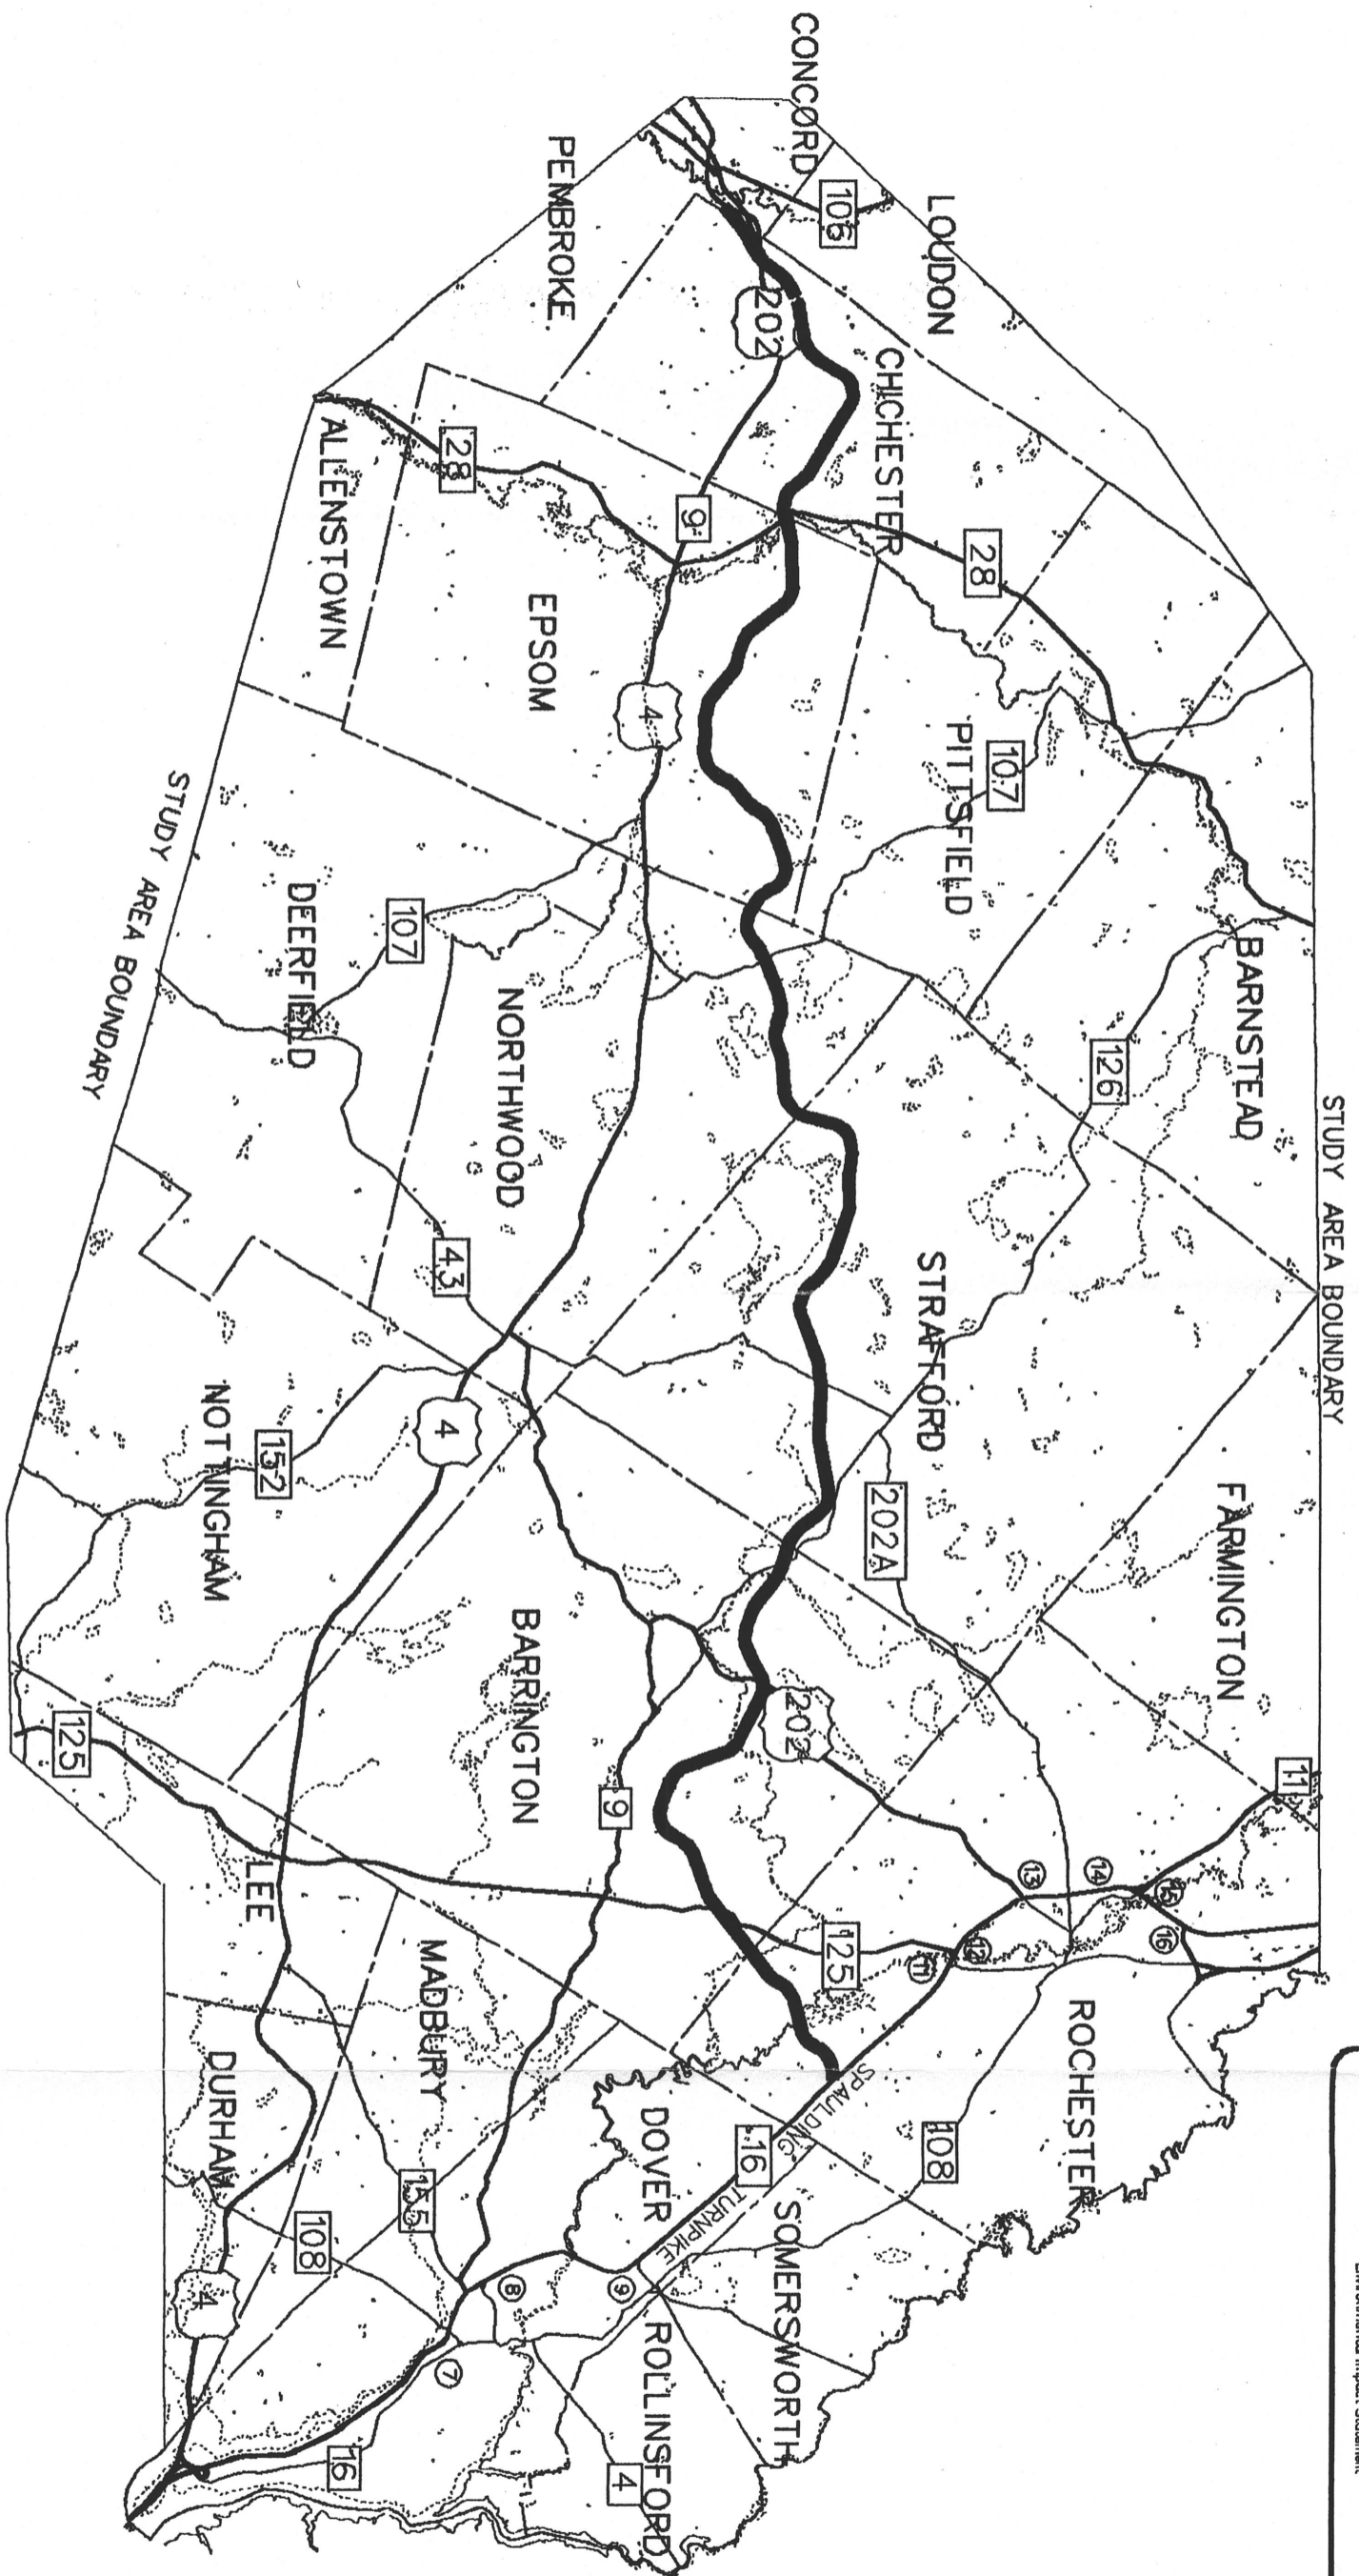 CONCORD
106
LOUDON
PEMBROKE
202
CHICHESTER
28
9
28
ALLENSTOWN
EPSOM
4
PITTSFIELD
107
STUDY AREA BOUNDARY
DEERFIELD
107
NORTHWOOD
BARNSTEAD
126
STUDY AREA BOUNDARY
43
STRAFFORD
NOTTINGHAM
152
4
202A
FARMINGTON
BARRINGTON
202
9
125
11
LEE
13
14
15
16
12
11
125
MADBURY
ROCHESTER
DURHAM
DOVER
SPAULDING
TURNPIKE
16
108
155
108
SOMERSWORTH
4
8
9
7
ROLLINSFORD
16
4